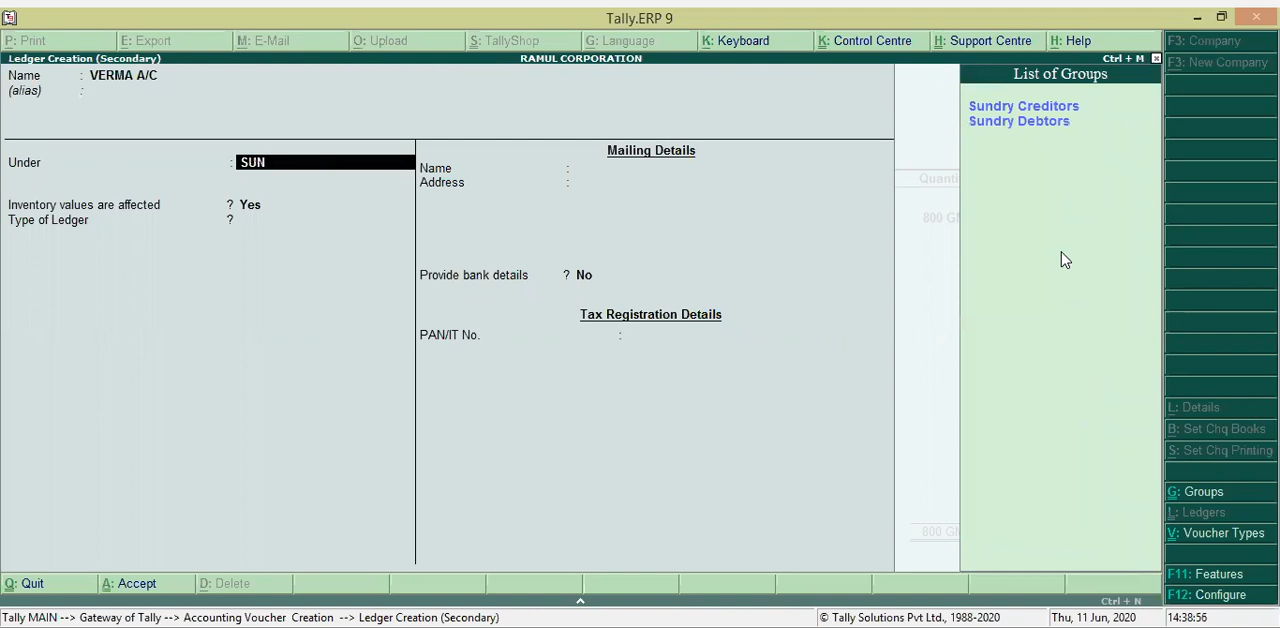 Tally.ERP 9
P: Print E: Export M: E-Mail O: Upload S: TallyShop G: Language K: Keyboard K: Control Centre H: Support Centre H: Help
Ledger Creation (Secondary) RAMUL CORPORATION Ctrl + M
Name : VERMA A/C
(alias) :
Under : SUN
Inventory values are affected ? Yes
Type of Ledger ?
Mailing Details
Name :
Address :
Provide bank details ? No
Tax Registration Details
PAN/IT No. :
Quanti
800 GM
800 GM
List of Groups
Sundry Creditors
Sundry Debtors
F3: Company
F3: New Company
L: Details
B: Set Chq Books
S: Set Chq Printing
G: Groups
L: Ledgers
V: Voucher Types
F11: Features
F12: Configure
Q: Quit A: Accept D: Delete
Ctrl + N
Tally MAIN --> Gateway of Tally --> Accounting Voucher Creation --> Ledger Creation (Secondary) © Tally Solutions Pvt Ltd., 1988-2020 Thu, 11 Jun, 2020 14:38:56